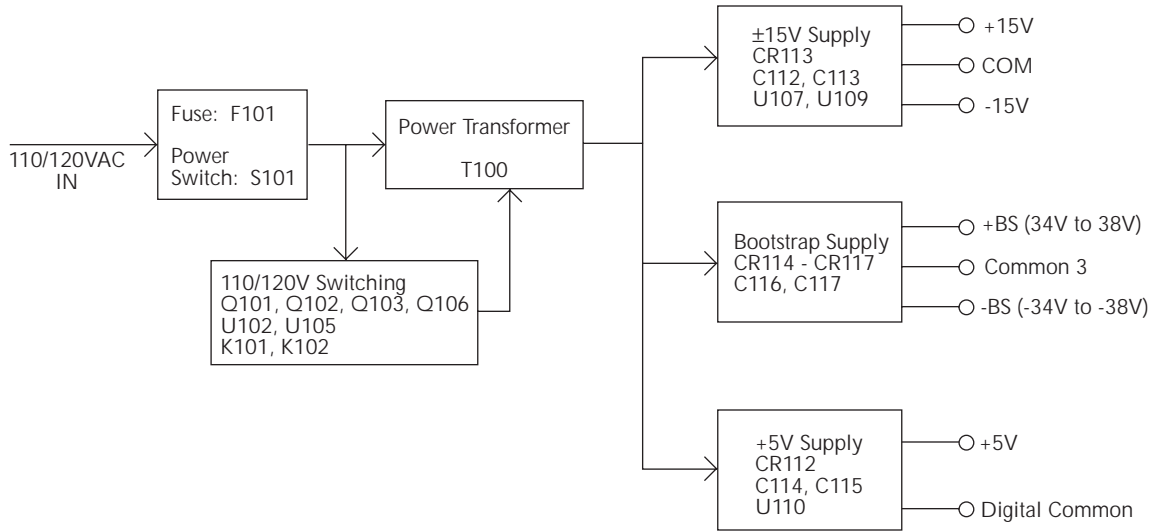 110/120VAC
IN
Fuse: F101
Power
Switch: S101
110/120V Switching
Q101, Q102, Q103, Q106
U102, U105
K101, K102
Power Transformer
T100
±15V Supply
CR113
C112, C113
U107, U109
+15V
COM
-15V
Bootstrap Supply
CR114 - CR117
C116, C117
+BS (34V to 38V)
Common 3
-BS (-34V to -38V)
+5V Supply
CR112
C114, C115
U110
+5V
Digital Common